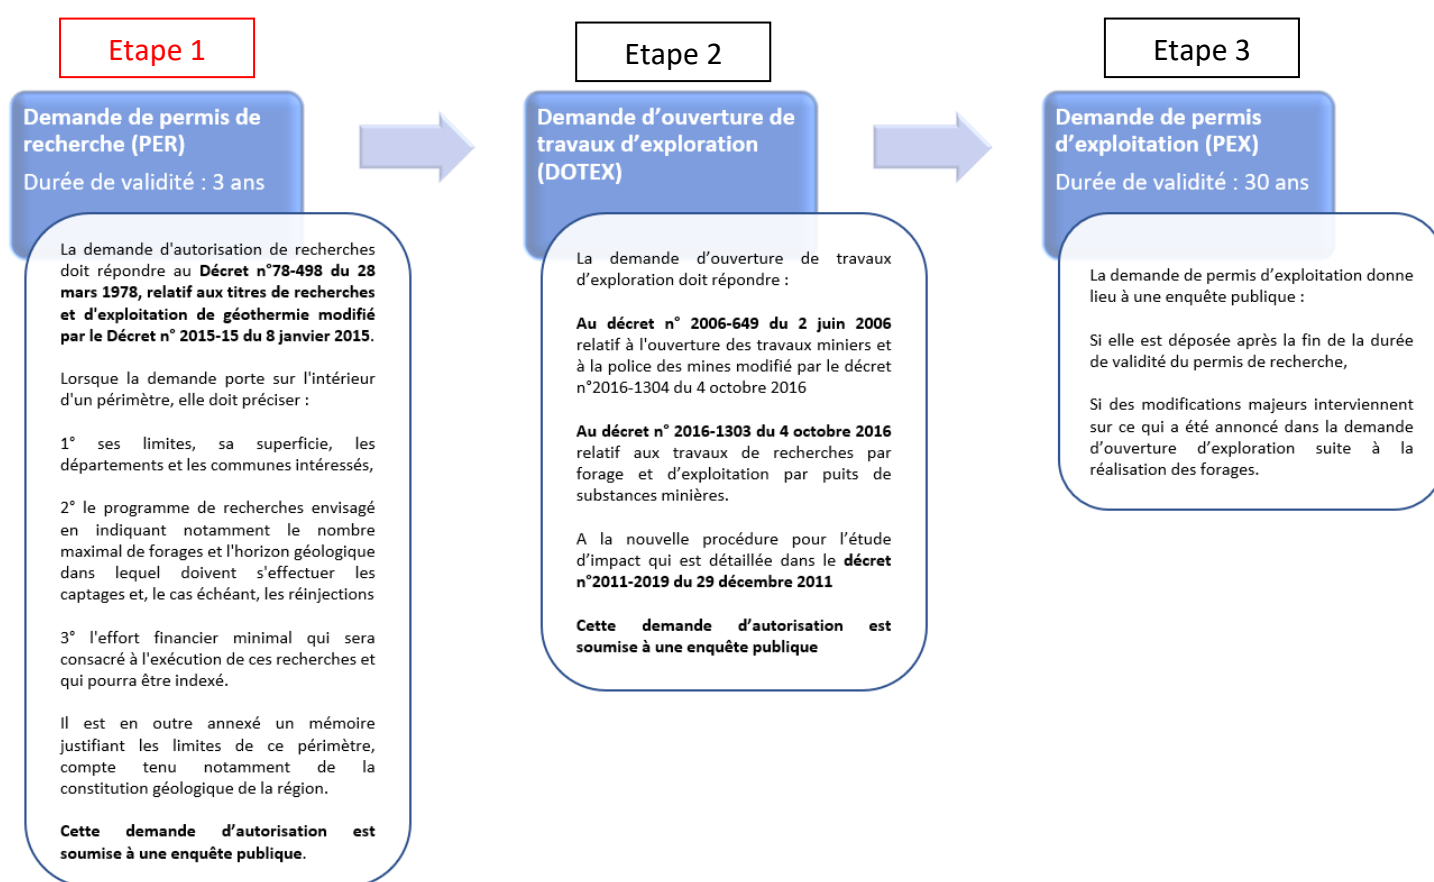 Etape 1
Demande de permis de
recherche (PER)
Durée de validité : 3 ans
La demande d'autorisation de recherches
doit répondre au Décret n°78-498 du 28
mars 1978, relatif aux titres de recherches
et d'exploitation de géothermie modifié
par le Décret n° 2015-15 du 8 janvier 2015.
Lorsque la demande porte sur l'intérieur
d'un périmètre, elle doit préciser :
1° ses limites, sa superficie, les
départements et les communes intéressés,
2° le programme de recherches envisagé
en indiquant notamment le nombre
maximal de forages et l'horizon géologique
dans lequel doivent s'effectuer les
captages et, le cas échéant, les réinjections
3° l'effort financier minimal qui sera
consacré à l'exécution de ces recherches et
qui pourra être indexé.
Il est en outre annexé un mémoire
justifiant les limites de ce périmètre,
compte tenu notamment de la
constitution géologique de la région.
Cette demande d'autorisation est
soumise à une enquête publique.
Etape 2
Demande d'ouverture de
travaux d'exploration
(DOTEX)
La demande d'ouverture de travaux
d'exploration doit répondre :
Au décret n° 2006-649 du 2 juin 2006
relatif à l'ouverture des travaux miniers et
à la police des mines modifié par le décret
n°2016-1304 du 4 octobre 2016
Au décret n° 2016-1303 du 4 octobre 2016
relatif aux travaux de recherches par
forage et d'exploitation par puits de
substances minières.
A la nouvelle procédure pour l'étude
d'impact qui est détaillée dans le décret
n°2011-2019 du 29 décembre 2011
Cette demande d'autorisation est
soumise à une enquête publique
Etape 3
Demande de permis
d'exploitation (PEX)
Durée de validité : 30 ans
La demande de permis d'exploitation donne
lieu à une enquête publique :
Si elle est déposée après la fin de la durée
de validité du permis de recherche,
Si des modifications majeurs interviennent
sur ce qui a été annoncé dans la demande
d'ouverture d'exploration suite à la
réalisation des forages.